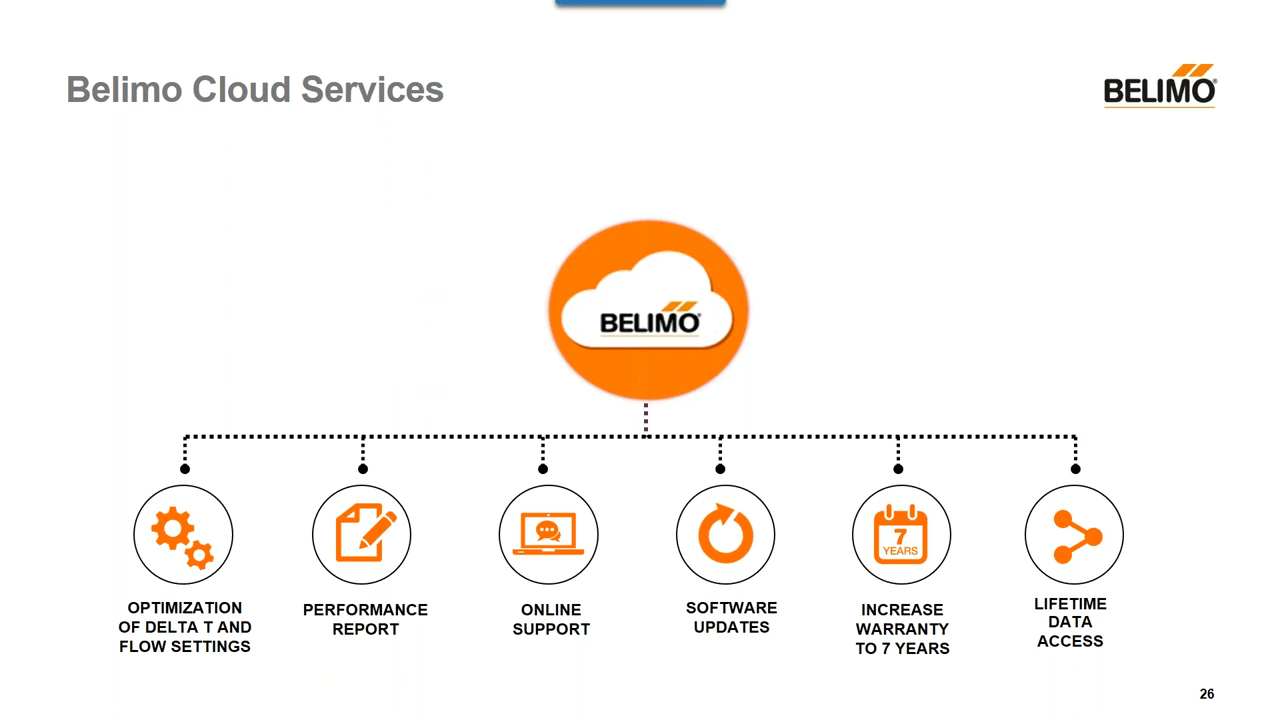 Belimo Cloud Services
BELIMO®
BELIMO®
7
YEARS
OPTIMIZATION
OF DELTA T AND
FLOW SETTINGS
PERFORMANCE
REPORT
ONLINE
SUPPORT
SOFTWARE
UPDATES
INCREASE
WARRANTY
TO 7 YEARS
LIFETIME
DATA
ACCESS
26